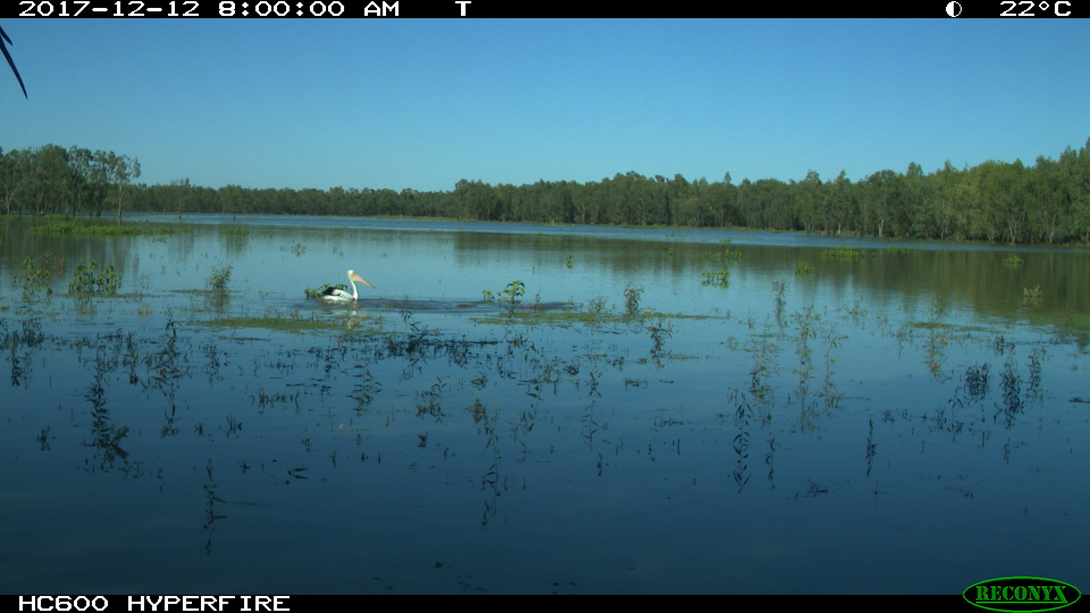 2017-12-12 8:00:00 AM T 22°C
HC600 HYPERFIRE
RECONYX